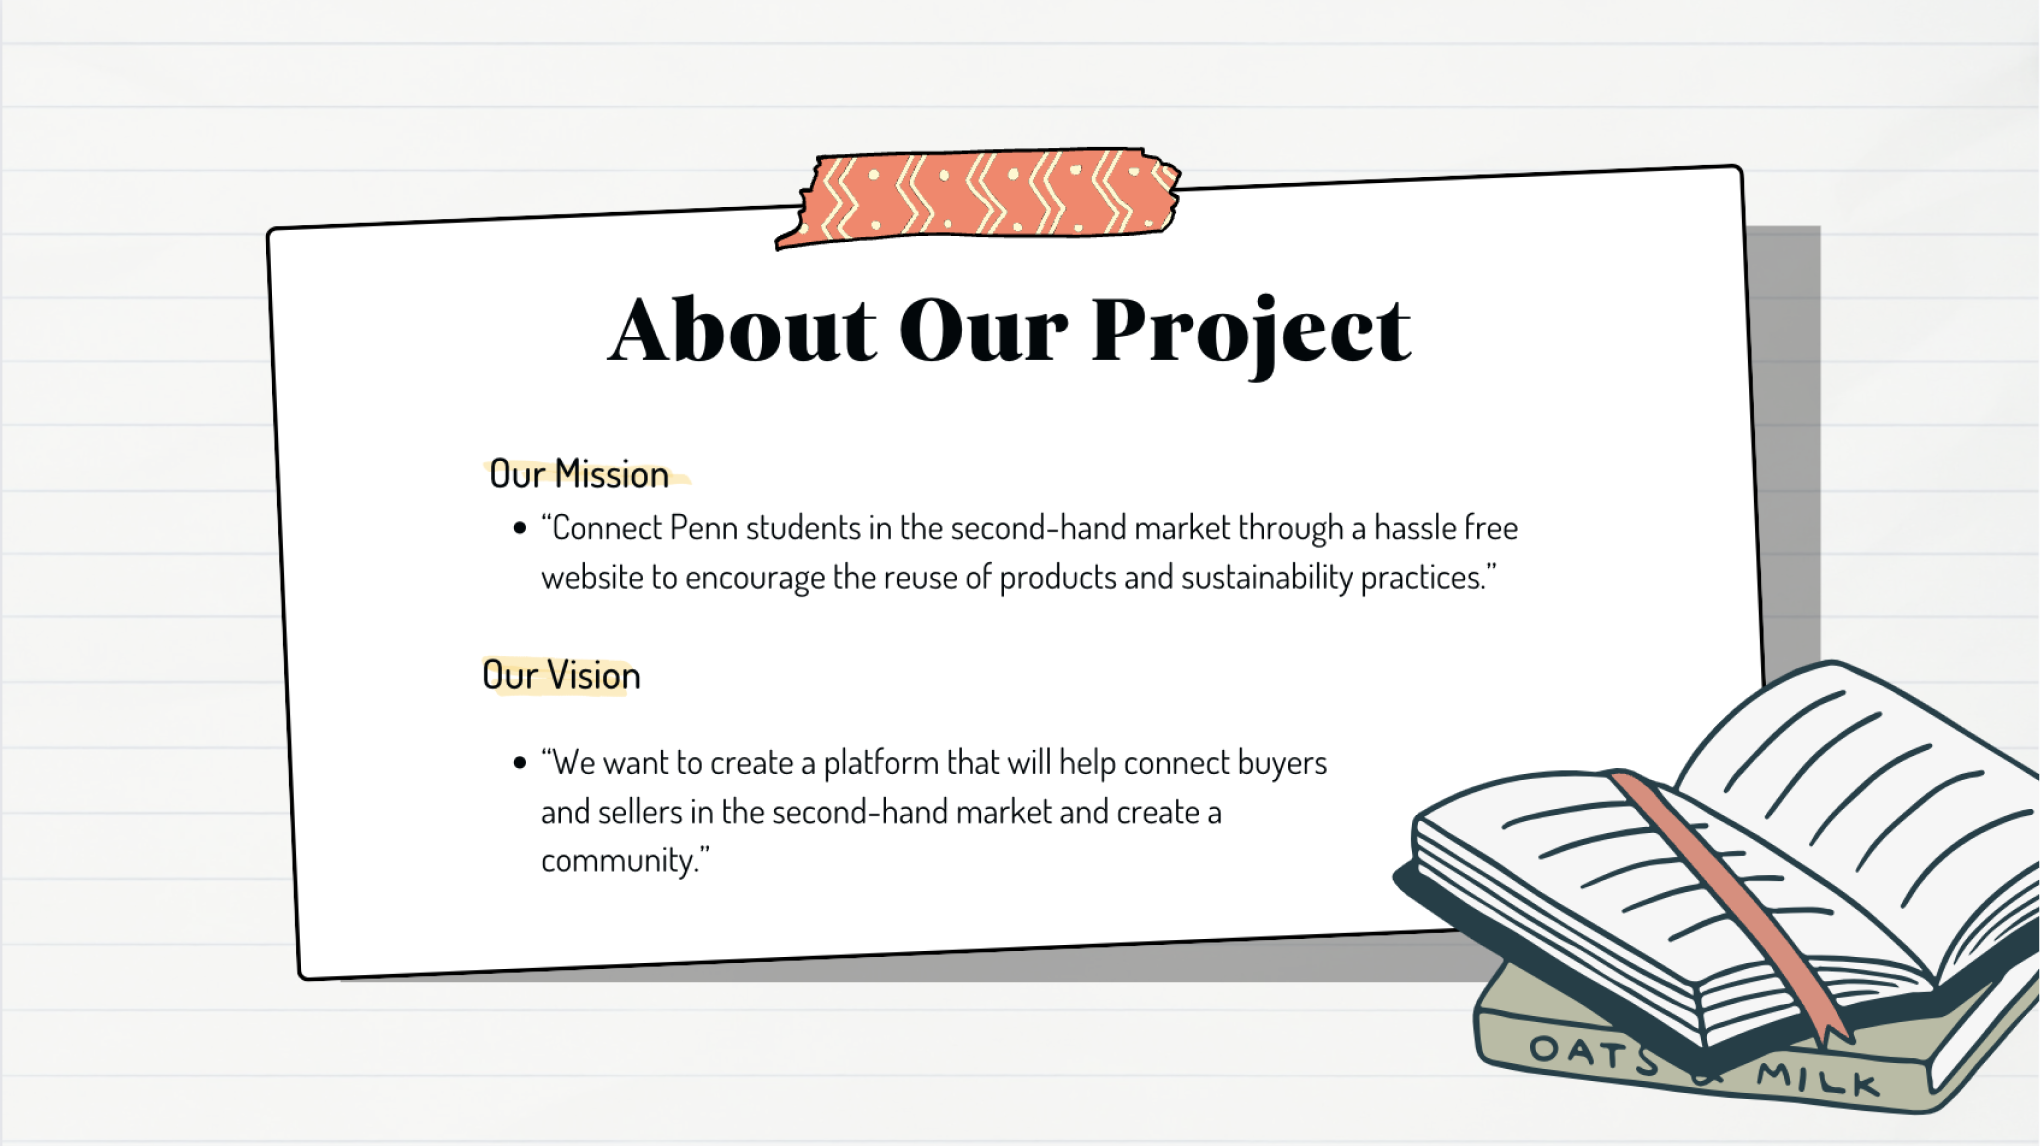 About Our Project
Our Mission
• “Connect Penn students in the second-hand market through a hassle free
website to encourage the reuse of products and sustainability practices.”
Our Vision
• “We want to create a platform that will help connect buyers
and sellers in the second-hand market and create a
community.”
OATS & MILK